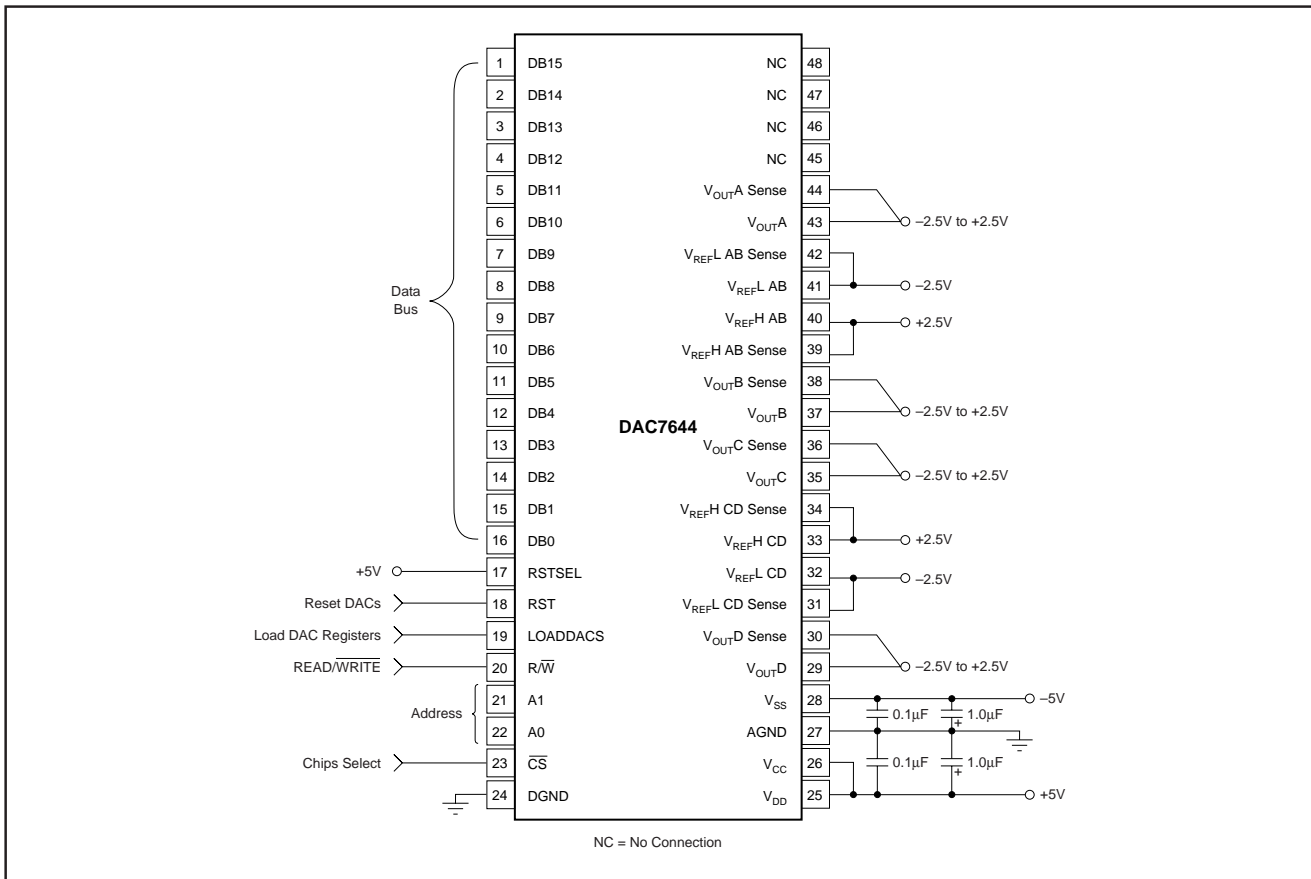 1 DB15 NC 48
2 DB14 NC 47
3 DB13 NC 46
4 DB12 NC 45
5 DB11 VOUTA Sense 44
6 DB10 VOUTA 43 –2.5V to +2.5V
7 DB9 VREFL AB Sense 42
8 DB8 VREFL AB 41 –2.5V
Data
Bus
9 DB7 VREFH AB 40 +2.5V
10 DB6 VREFH AB Sense 39
11 DB5 VOUTB Sense 38
12 DB4 VOUTB 37 –2.5V to +2.5V
DAC7644
13 DB3 VOUTC Sense 36
14 DB2 VOUTC 35 –2.5V to +2.5V
15 DB1 VREFH CD Sense 34
16 DB0 VREFH CD 33 +2.5V
+5V 17 RSTSEL VREFL CD 32 –2.5V
Reset DACs 18 RST VREFL CD Sense 31
Load DAC Registers 19 LOADDACS VOUTD Sense 30
READ/WRITE 20 R/W VOUTD 29 –2.5V to +2.5V
21 A1 VSS 28 –5V
Address 0.1µF 1.0µF +
22 A0 AGND 27
Chips Select 23 CS VCC 26 0.1µF 1.0µF +
24 DGND VDD 25 +5V
NC = No Connection